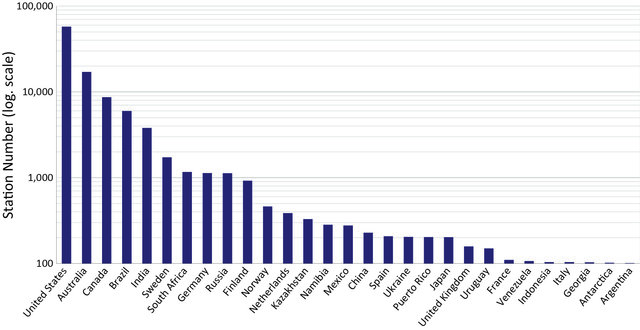 Station Number (log. scale)
100,000
10,000
1,000
100
United States
Australia
Canada
Brazil
India
Sweden
South Africa
Germany
Russia
Finland
Norway
Netherlands
Kazakhstan
Namibia
Mexico
China
Spain
Ukraine
Puerto Rico
Japan
United Kingdom
Uruguay
France
Venezuela
Indonesia
Italy
Georgia
Antarctica
Argentina